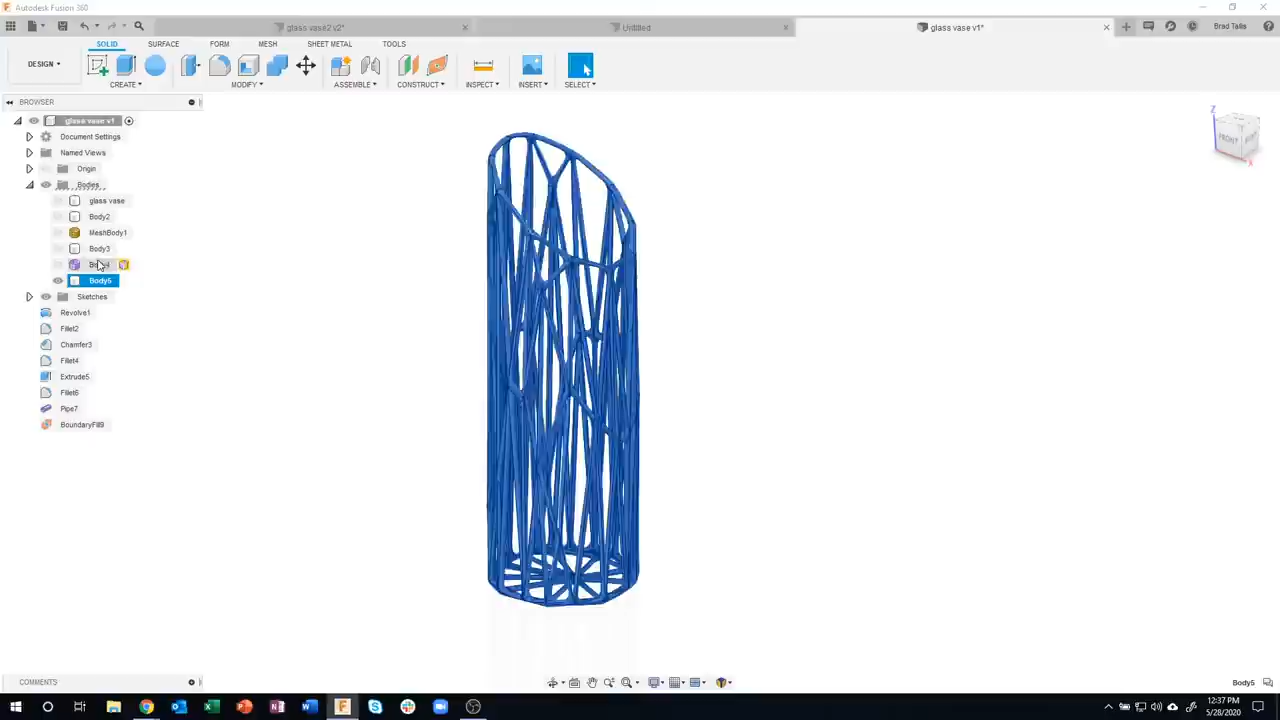 Autodesk Fusion 360
glass vase2 v2*
Untitled
glass vase v1*
Brad Tallis
DESIGN
SOLID
SURFACE
FORM
MESH
SHEET METAL
TOOLS
CREATE
MODIFY
ASSEMBLE
CONSTRUCT
INSPECT
INSERT
SELECT
BROWSER
glass vase v1
Document Settings
Named Views
Origin
Bodies
glass vase
Body2
MeshBody1
Body3
Body5
Sketches
Revolve1
Fillet2
Chamfer3
Fillet4
Extrude5
Fillet6
Pipe7
BoundaryFill9
Z
FRONT
X
COMMENTS
Body5
12:37 PM
5/28/2020